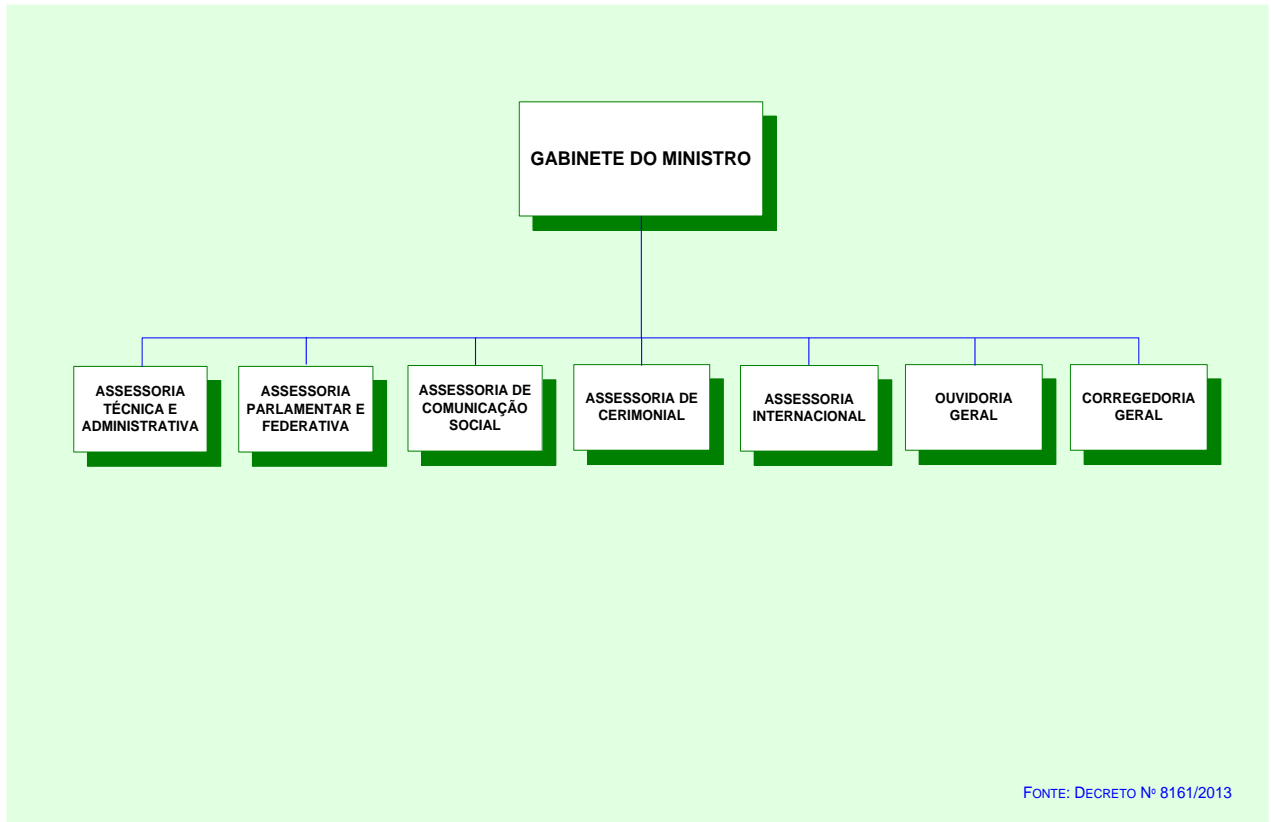 GABINETE DO MINISTRO
ASSESSORIA
TÉCNICA E
ADMINISTRATIVA
ASSESSORIA
PARLAMENTAR E
FEDERATIVA
ASSESSORIA DE
COMUNICAÇÃO
SOCIAL
ASSESSORIA DE
CERIMONIAL
ASSESSORIA
INTERNACIONAL
OUVIDORIA
GERAL
CORREGEDORIA
GERAL
FONTE: DECRETO Nº 8161/2013